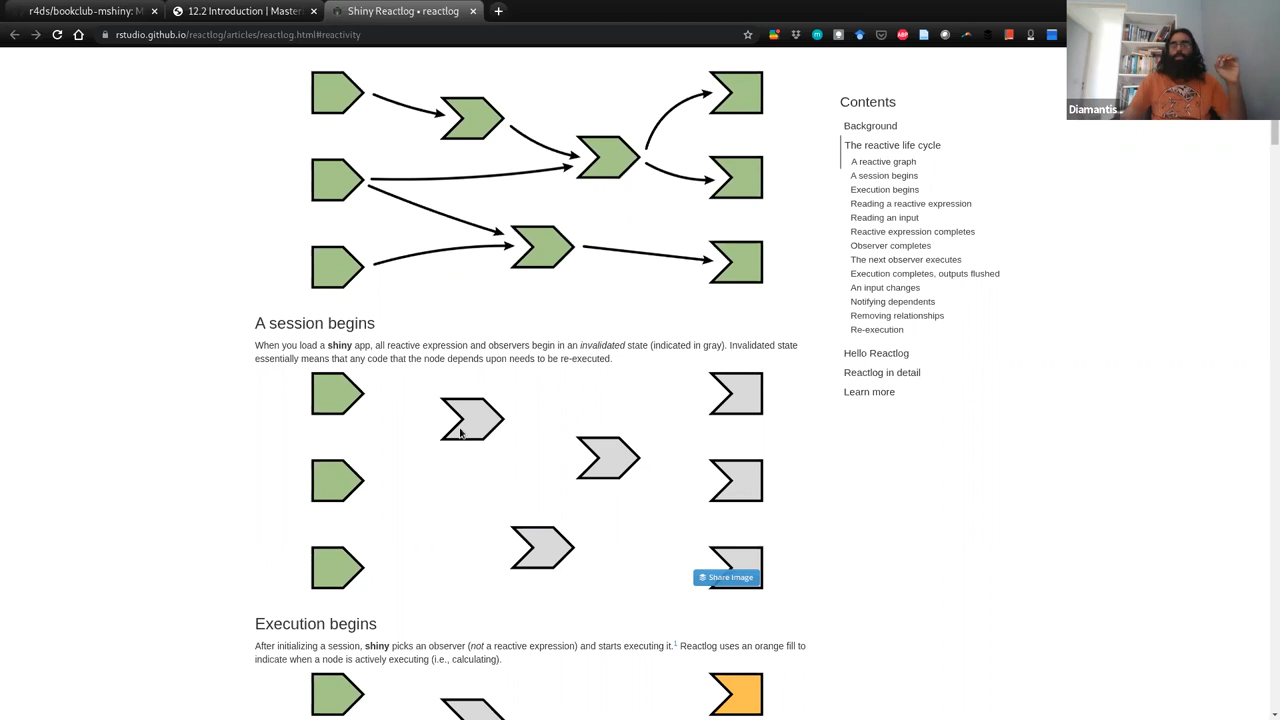 r4ds/bookclub-mshiny: M
12.2 Introduction | Master
Shiny Reactlog • reactlog
rstudio.github.io/reactlog/articles/reactlog.html#reactivity
Diamantis...
Contents
Background
The reactive life cycle
A reactive graph
A session begins
Execution begins
Reading a reactive expression
Reading an input
Reactive expression completes
Observer completes
The next observer executes
Execution completes, outputs flushed
An input changes
Notifying dependents
Removing relationships
Re-execution
Hello Reactlog
Reactlog in detail
Learn more
A session begins
When you load a shiny app, all reactive expression and observers begin in an invalidated state (indicated in gray). Invalidated state
essentially means that any code that the node depends upon needs to be re-executed.
Share Image
Execution begins
After initializing a session, shiny picks an observer (not a reactive expression) and starts executing it.1 Reactlog uses an orange fill to
indicate when a node is actively executing (i.e., calculating).